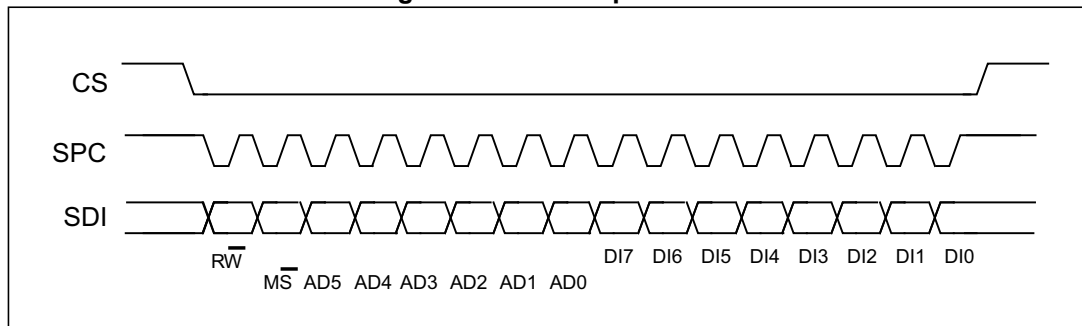 CS
SPC
SDI
RW̅
DI7 DI6 DI5 DI4 DI3 DI2 DI1 DI0
MS̅ AD5 AD4 AD3 AD2 AD1 AD0